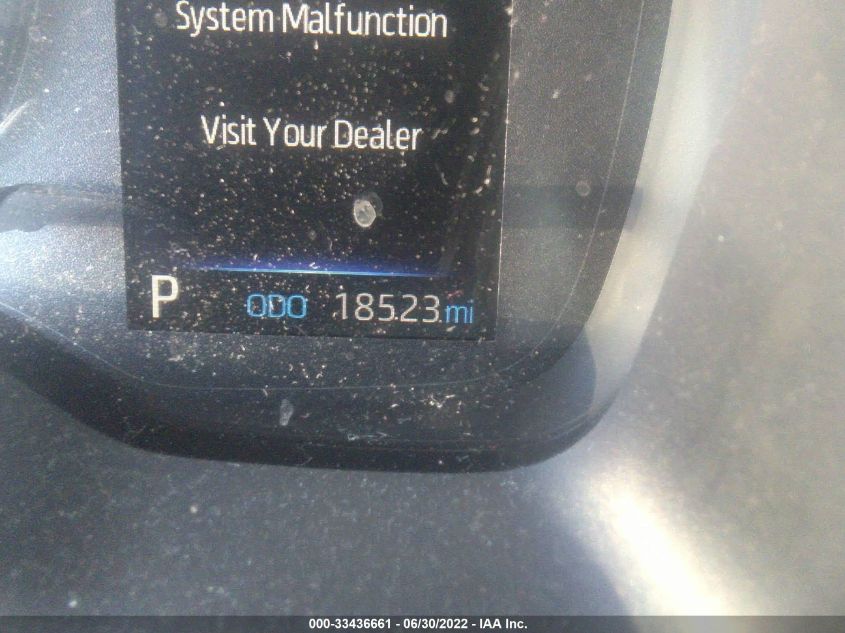 System Malfunction
Visit Your Dealer
P ODO 18523 mi
000-33436661 - 06/30/2022 - IAA Inc.